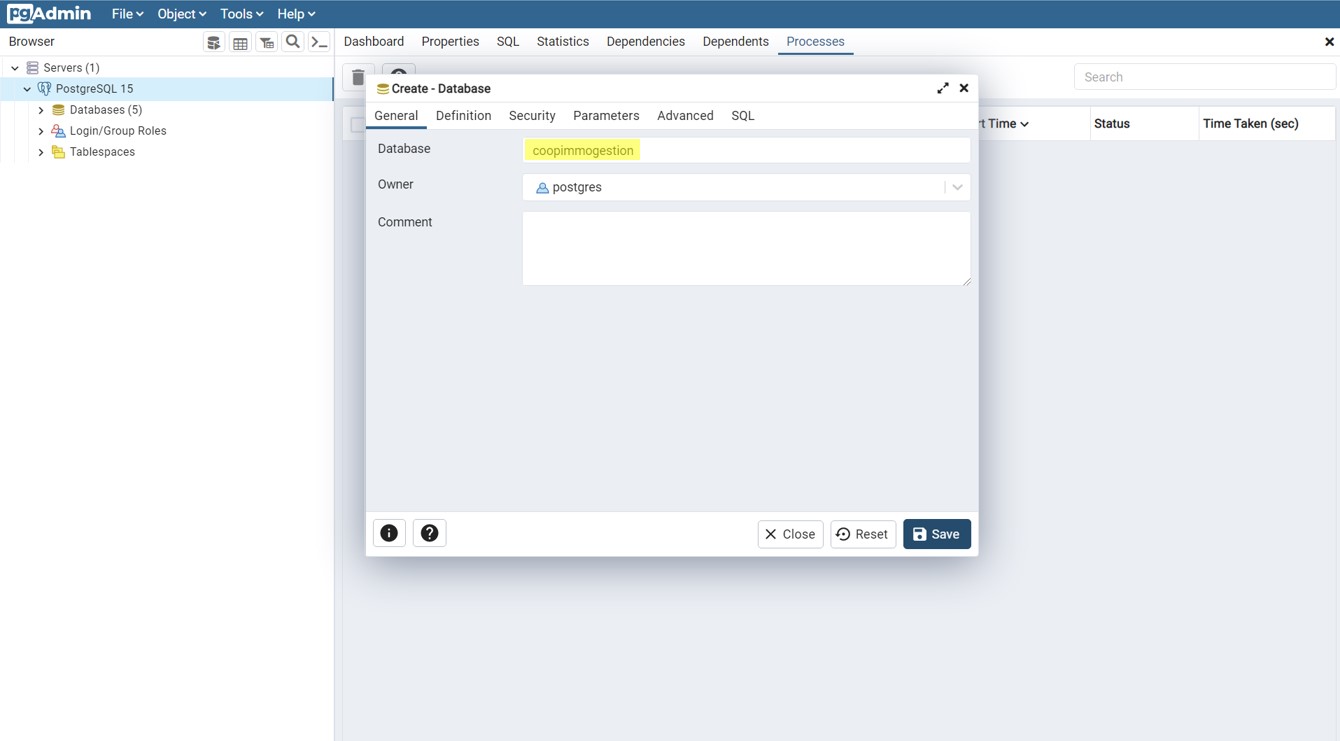 pgAdmin File Object Tools Help
Browser
Dashboard Properties SQL Statistics Dependencies Dependents Processes
Servers (1)
PostgreSQL 15
Databases (5)
Login/Group Roles
Tablespaces
Search
Create - Database
General Definition Security Parameters Advanced SQL
Time Status Time Taken (sec)
Database coopimmogestion
Owner postgres
Comment
Close Reset Save